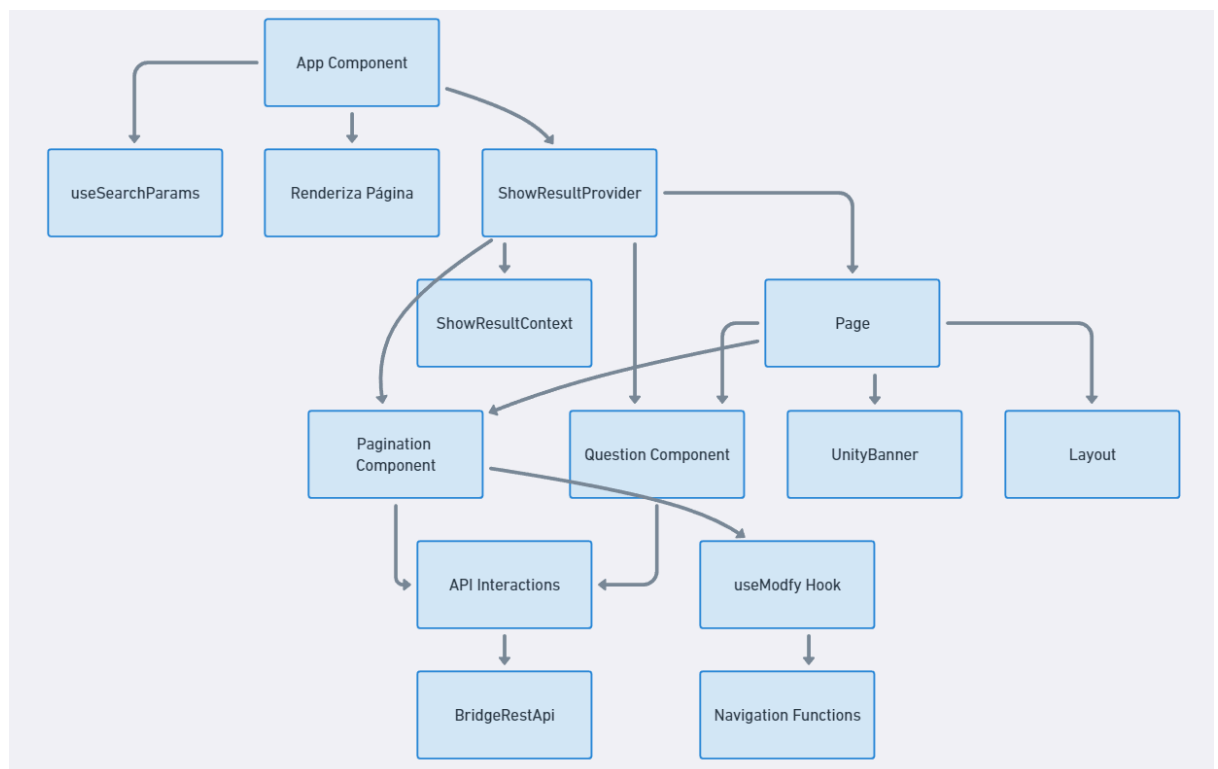 App Component
useSearchParams
Renderiza Página
ShowResultProvider
ShowResultContext
Page
Pagination
Component
Question Component
UnityBanner
Layout
API Interactions
useModfy Hook
BridgeRestApi
Navigation Functions